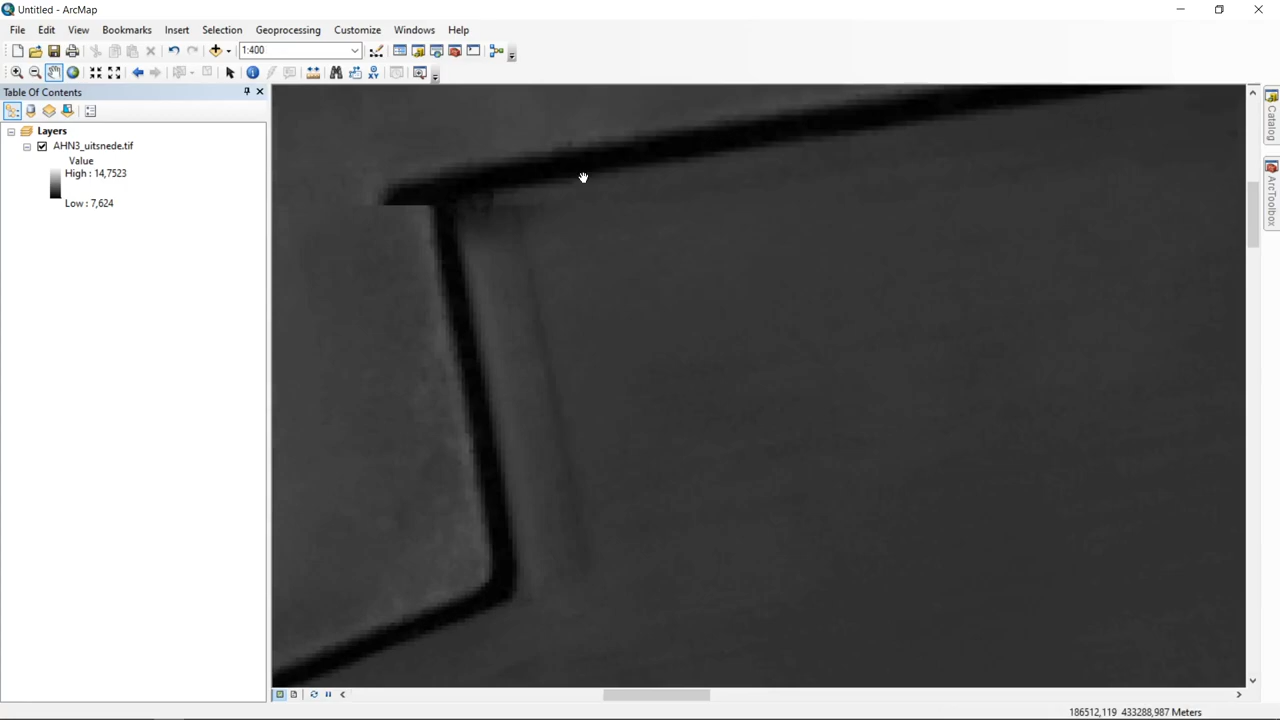 Untitled - ArcMap
File Edit View Bookmarks Insert Selection Geoprocessing Customize Windows Help
1:400
Table Of Contents
Layers
AHN3_uitsnede.tif
Value
High : 14,7523
Low : 7,624
Catalog
ArcToolbox
186512,119 433288,987 Meters